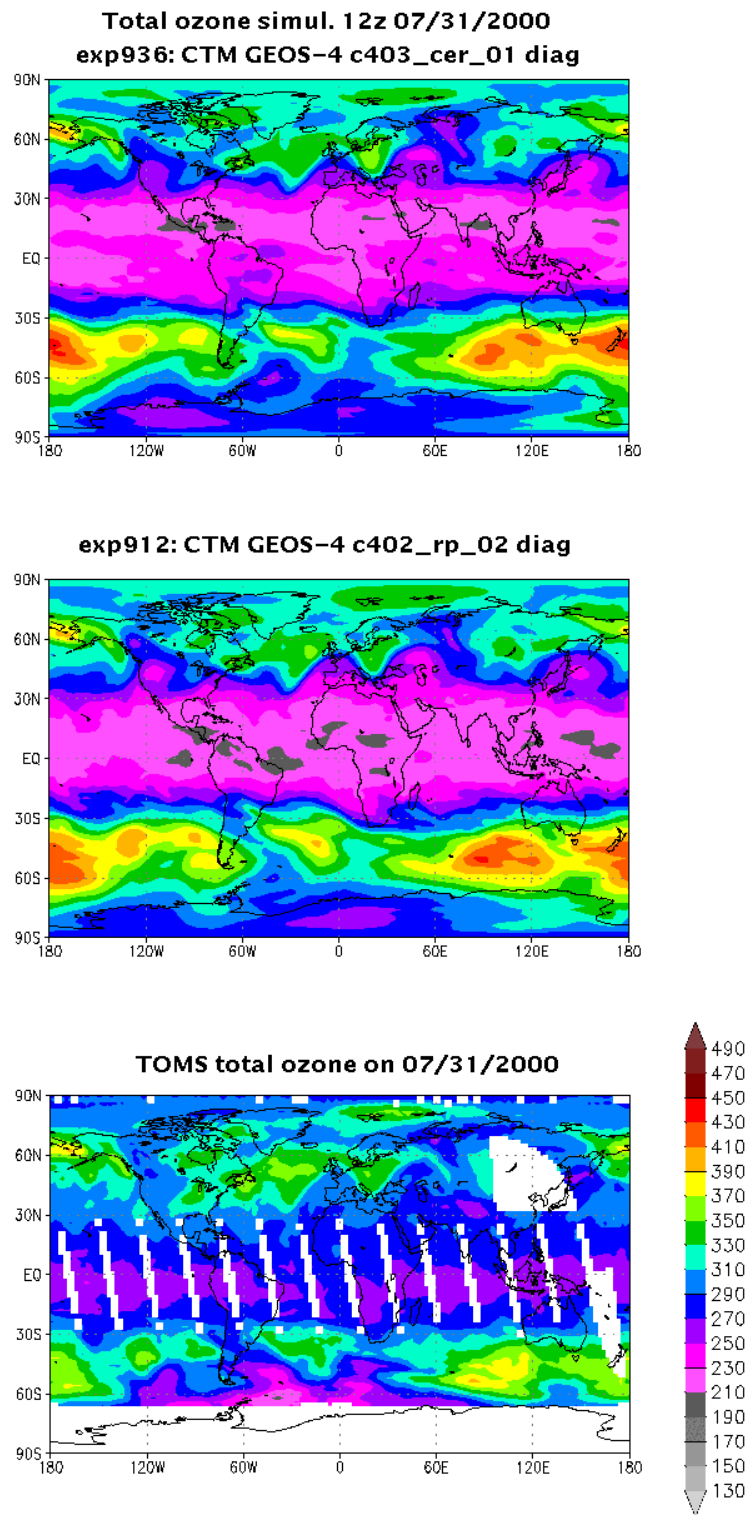 Total ozone simul. 12z 07/31/2000
exp936: CTM GEOS-4 c403_cer_01 diag
90N
60N
30N
EQ
30S
60S
90S
180 120W 60W 0 60E 120E 180
exp912: CTM GEOS-4 c402_rp_02 diag
90N
60N
30N
EQ
30S
60S
90S
180 120W 60W 0 60E 120E 180
TOMS total ozone on 07/31/2000
90N
60N
30N
EQ
30S
60S
90S
180 120W 60W 0 60E 120E 180
490
470
450
430
410
390
370
350
330
310
290
270
250
230
210
190
170
150
130